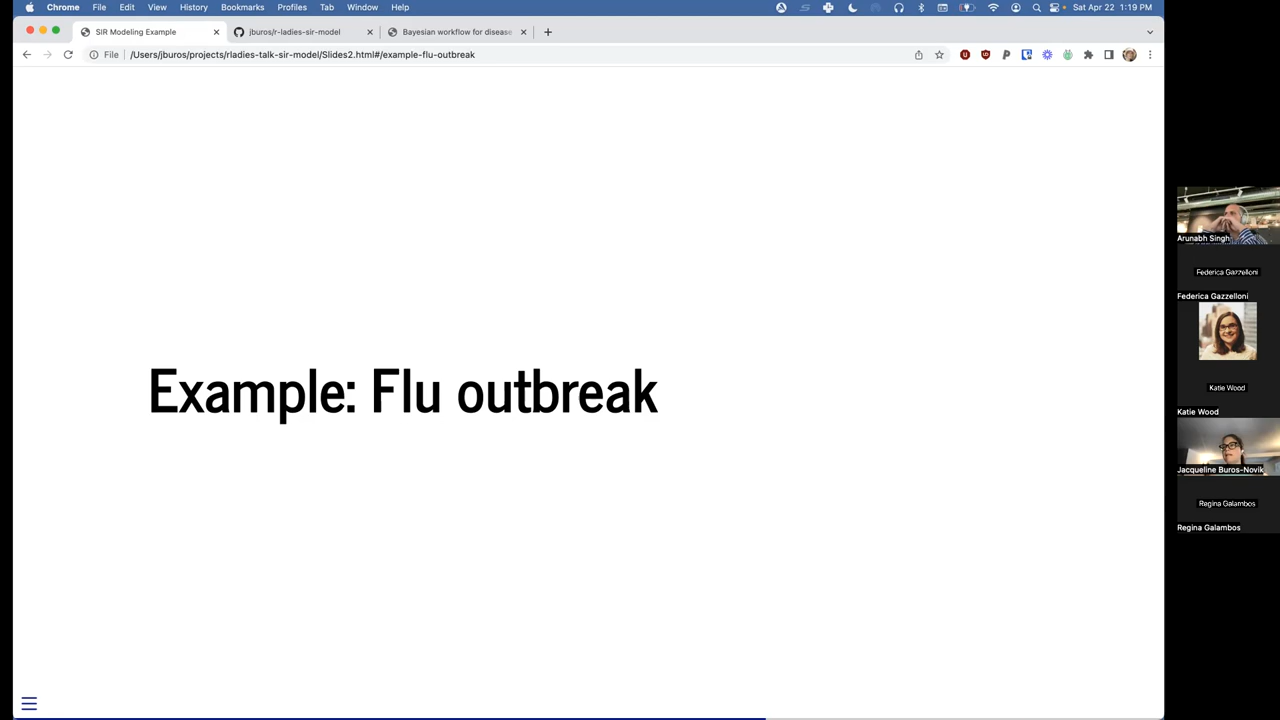 Chrome File Edit View History Bookmarks Profiles Tab Window Help Sat Apr 22 1:19 PM
SIR Modeling Example jburos/r-ladies-sir-model Bayesian workflow for disease
File /Users/jburos/projects/rladies-talk-sir-model/Slides2.html#/example-flu-outbreak
Example: Flu outbreak
Arunabh Singh
Federica Gazzelloni
Federica Gazzelloni
Katie Wood
Katie Wood
Jacqueline Buros-Novik
Regina Galambos
Regina Galambos